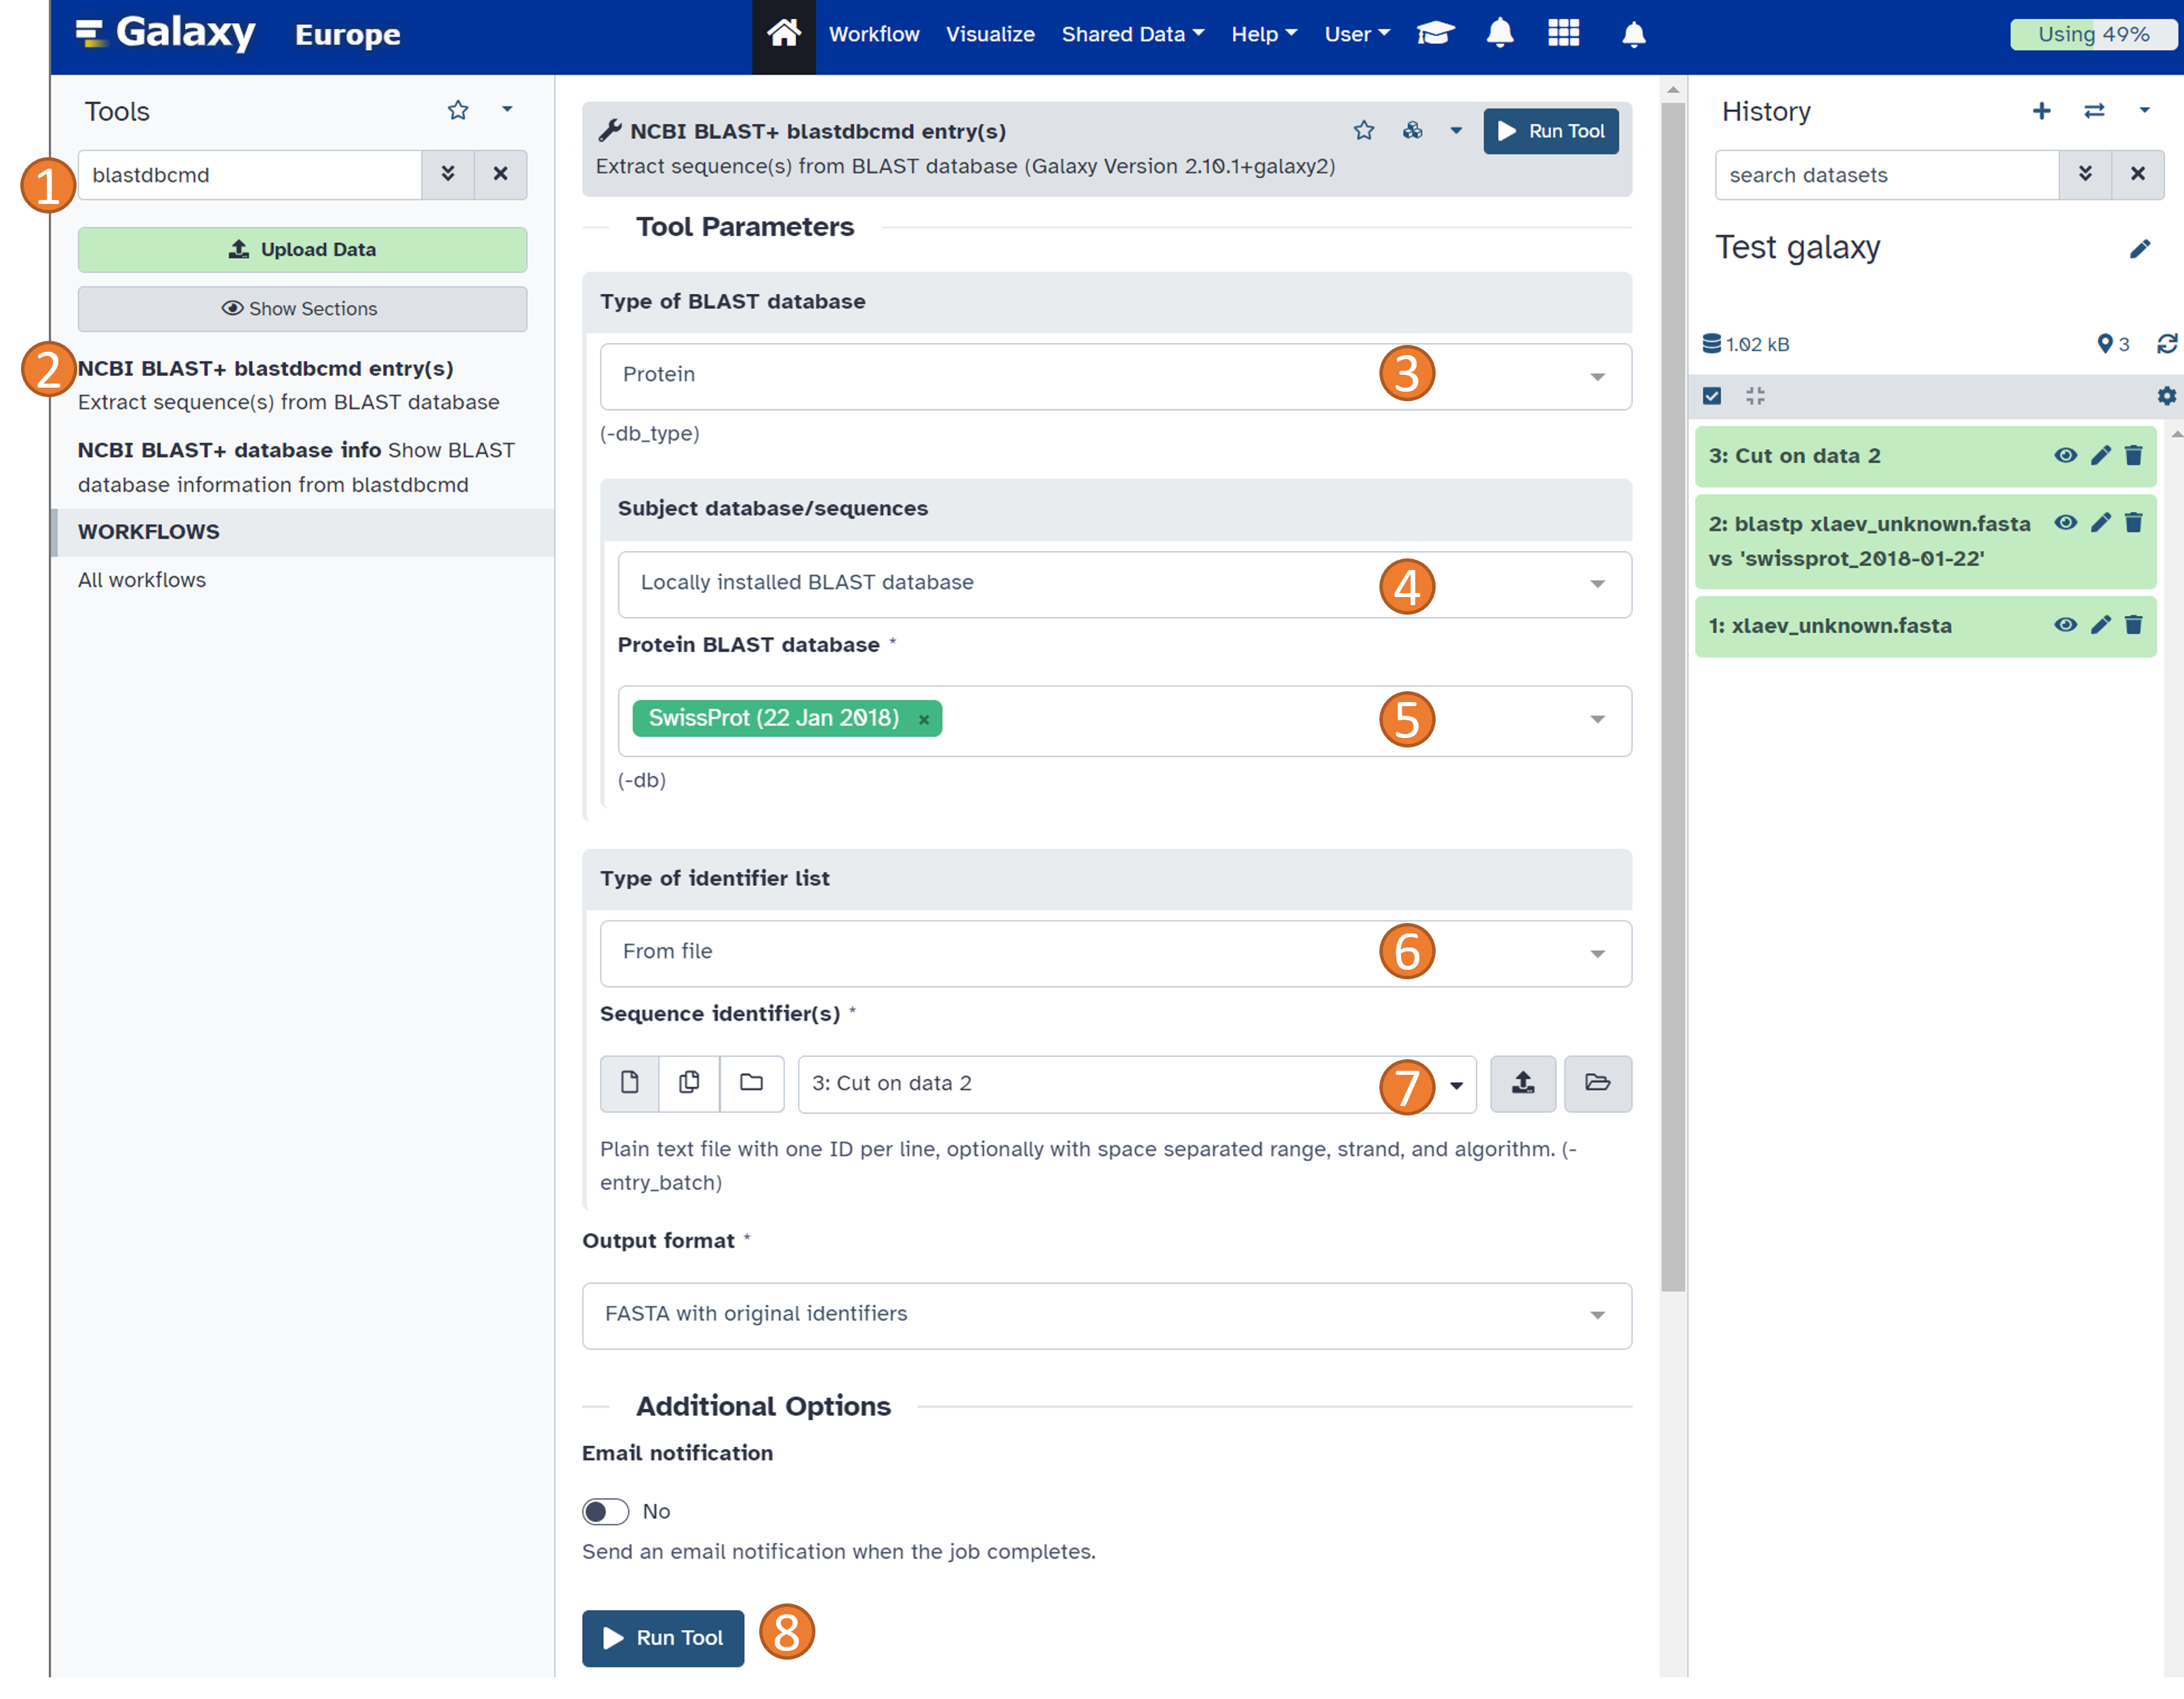 Galaxy Europe
Workflow Visualize Shared Data Help User
Using 49%
Tools
1
blastdbcmd
Upload Data
Show Sections
2
NCBI BLAST+ blastdbcmd entry(s)
Extract sequence(s) from BLAST database
NCBI BLAST+ database info Show BLAST
database information from blastdbcmd
WORKFLOWS
All workflows
NCBI BLAST+ blastdbcmd entry(s)
Run Tool
Extract sequence(s) from BLAST database (Galaxy Version 2.10.1+galaxy2)
Tool Parameters
Type of BLAST database
Protein
3
(-db_type)
Subject database/sequences
Locally installed BLAST database
4
Protein BLAST database *
SwissProt (22 Jan 2018) ×
5
(-db)
Type of identifier list
From file
6
Sequence identifier(s) *
3: Cut on data 2
7
Plain text file with one ID per line, optionally with space separated range, strand, and algorithm. (-
entry_batch)
Output format *
FASTA with original identifiers
Additional Options
Email notification
No
Send an email notification when the job completes.
Run Tool
8
History
search datasets
Test galaxy
1.02 kB
3
3: Cut on data 2
2: blastp xlaev_unknown.fasta
vs 'swissprot_2018-01-22'
1: xlaev_unknown.fasta